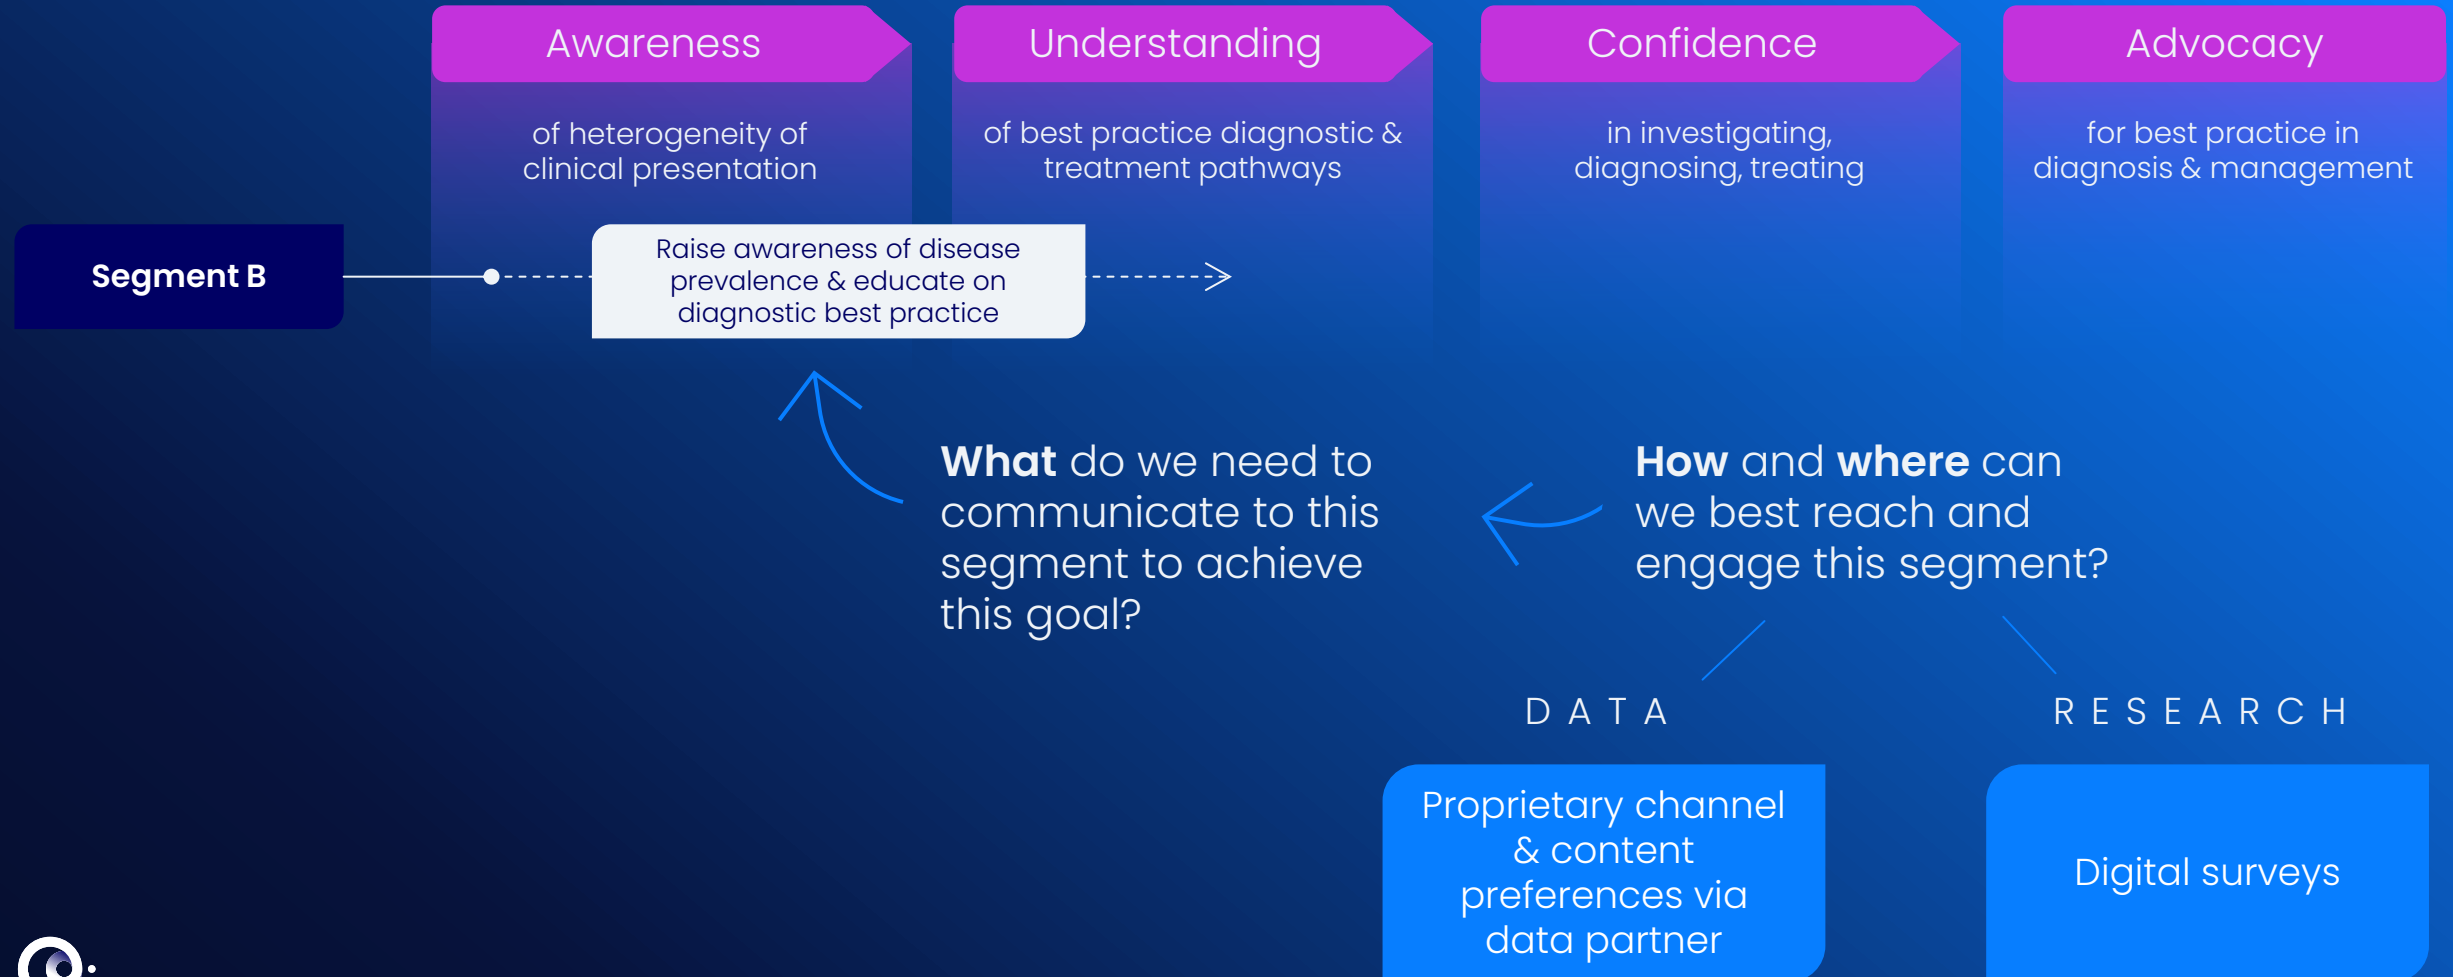 Awareness
Understanding
Confidence
Advocacy
of heterogeneity of
clinical presentation
of best practice diagnostic &
treatment pathways
in investigating,
diagnosing, treating
for best practice in
diagnosis & management
Segment B
Raise awareness of disease
prevalence & educate on
diagnostic best practice
What do we need to
communicate to this
segment to achieve
this goal?
How and where can
we best reach and
engage this segment?
DATA
RESEARCH
Proprietary channel
& content
preferences via
data partner
Digital surveys